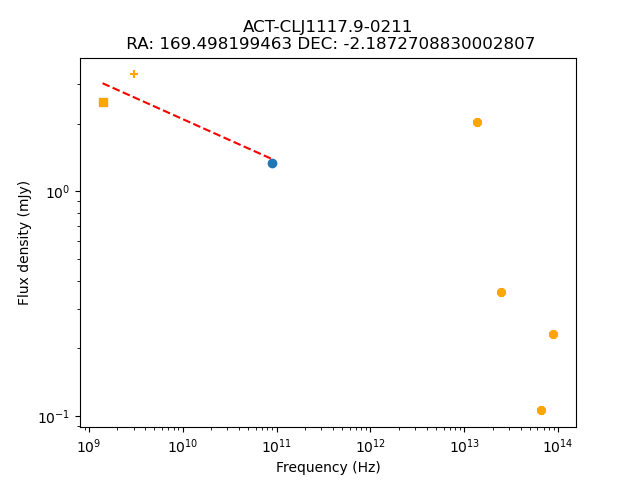 ACT-CLJ1117.9-0211
RA: 169.498199463 DEC: -2.1872708830002807
Flux density (mJy)
10⁰
10⁻¹
10⁹ 10¹⁰ 10¹¹ 10¹² 10¹³ 10¹⁴
Frequency (Hz)